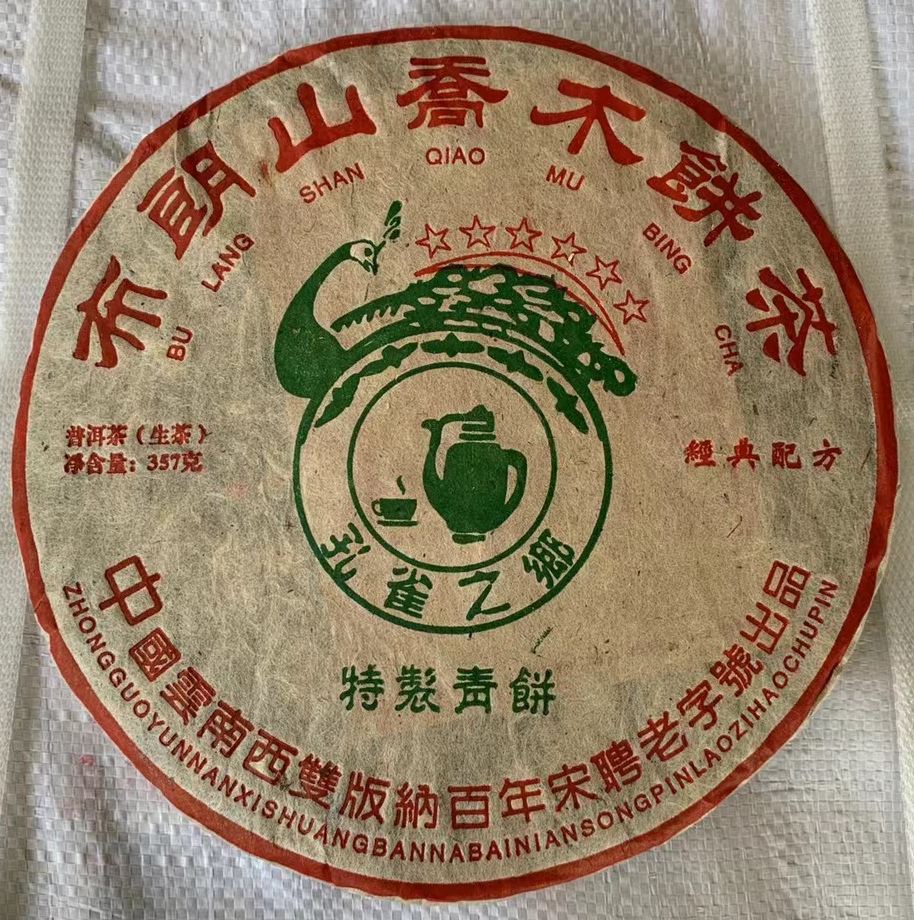 布朗山喬木餅茶
BU LANG SHAN QIAO MU BING CHA
普洱茶（生茶）
净含量：357克
經典配方
孔雀之鄉
特製青餅
中國雲南西雙版納百年宋聘老字號出品
ZHONGGUOYUNNANXISHUANGBANNABAINIANSONGPINLAOZIHAOCHUPIN